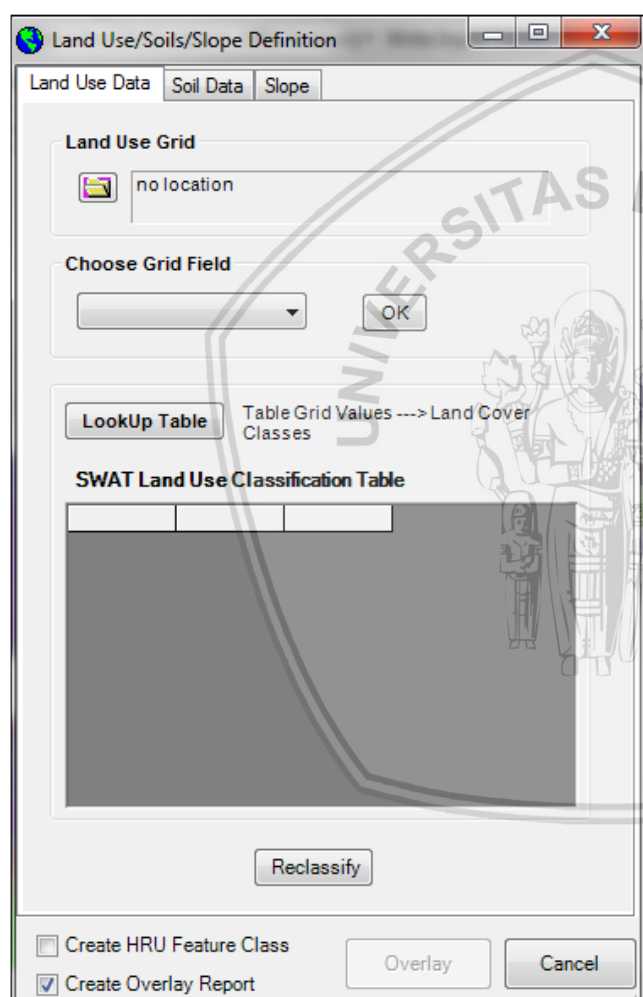 Land Use/Soils/Slope Definition
Land Use Data Soil Data Slope
Land Use Grid
no location
Choose Grid Field
OK
LookUp Table
Table Grid Values ---> Land Cover
Classes
SWAT Land Use Classification Table
Reclassify
Create HRU Feature Class
Create Overlay Report
Overlay
Cancel
UNIVERSITAS